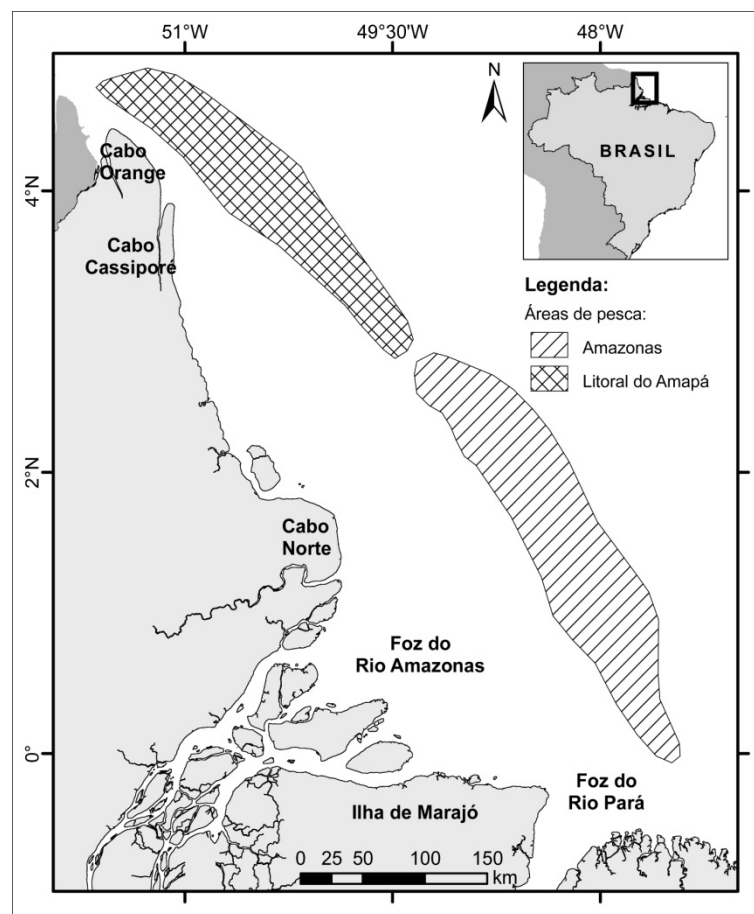 51°W 49°30'W 48°W
N
Cabo
Orange
BRASIL
4°N
Cabo
Cassiporé
Legenda:
Áreas de pesca:
Amazonas
Litoral do Amapá
2°N
Cabo
Norte
Foz do
Rio Amazonas
0°
Foz do
Rio Pará
Ilha de Marajó
0 25 50 100 150
km